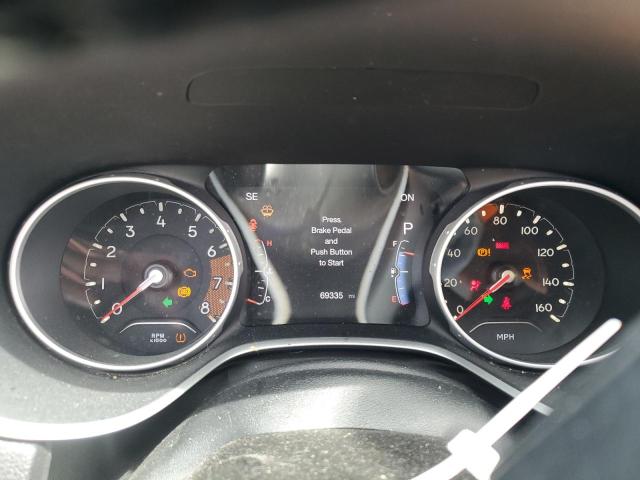 SE
ON
P
Press
Brake Pedal
and
Push Button
to Start
69335 mi
H
C
F
E
0
1
2
3
4
5
6
7
8
RPM
x1000
0
20
40
60
80
100
120
140
160
MPH